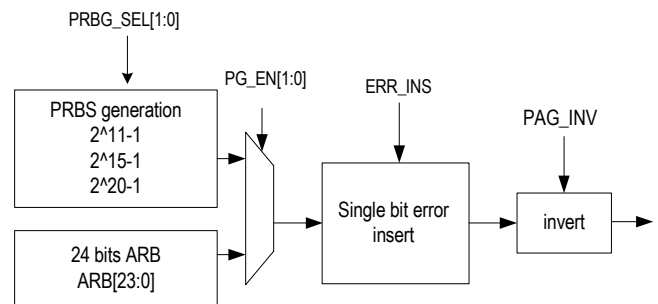 PRBG_SEL[1:0]
PG_EN[1:0]
ERR_INS
PAG_INV
PRBS generation
2^11-1
2^15-1
2^20-1
Single bit error
insert
invert
24 bits ARB
ARB[23:0]